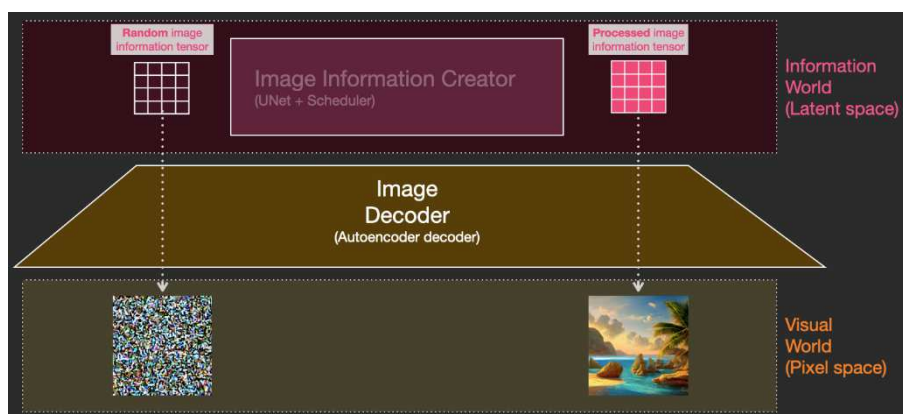 Random image
information tensor
Image Information Creator
(UNet + Scheduler)
Processed image
information tensor
Information
World
(Latent space)
Image
Decoder
(Autoencoder decoder)
Visual
World
(Pixel space)